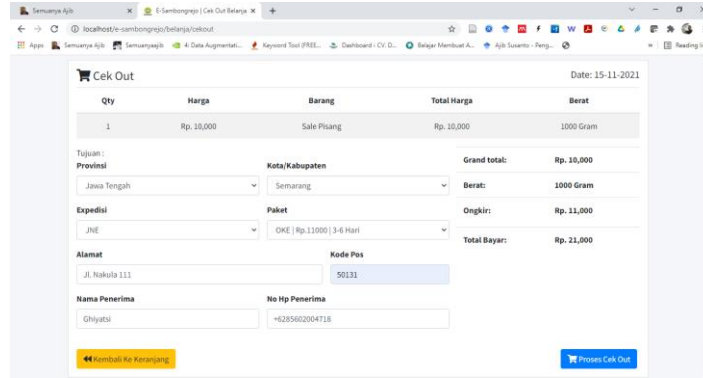 Semuanya Ajib
E-Sambongrejo | Cek Out Belanja
localhost/e-sambongrejo/belanja/cekout
Apps Semuanya Ajib Semuanyaajib 4: Data Augmentati... Keyword Tool (FREE... Dashboard ‹ CV. D... Belajar Membuat A... Ajib Susanto - Peng... Reading li
Cek Out Date: 15-11-2021
Qty Harga Barang Total Harga Berat
1 Rp. 10,000 Sale Pisang Rp. 10,000 1000 Gram
Tujuan :
Provinsi Kota/Kabupaten Grand total: Rp. 10,000
Jawa Tengah Semarang Berat: 1000 Gram
Expedisi Paket Ongkir: Rp. 11,000
JNE OKE | Rp.11000 | 3-6 Hari Total Bayar: Rp. 21,000
Alamat Kode Pos
Jl. Nakula 111 50131
Nama Penerima No Hp Penerima
Ghiyatsi +6285602004718
Kembali Ke Keranjang Proses Cek Out